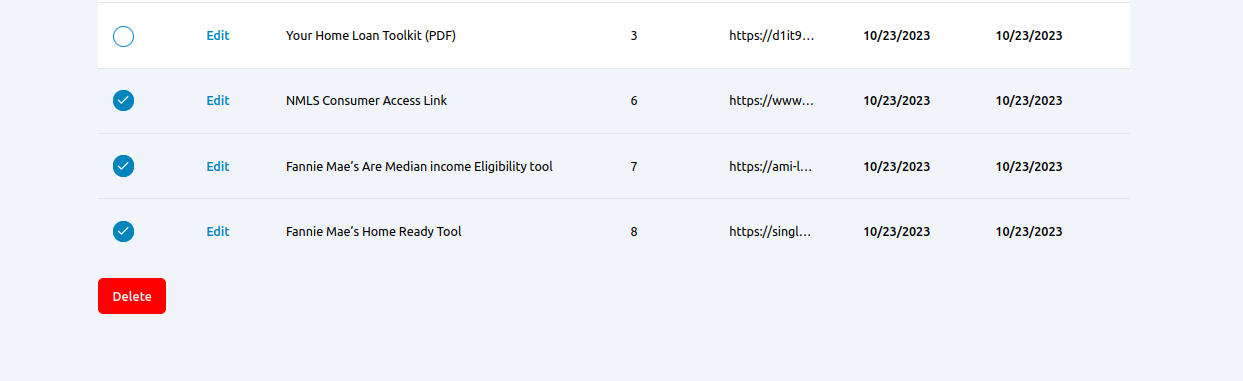 Edit Your Home Loan Toolkit (PDF) 3 https://d1it9... 10/23/2023 10/23/2023
Edit NMLS Consumer Access Link 6 https://www... 10/23/2023 10/23/2023
Edit Fannie Mae’s Are Median income Eligibility tool 7 https://ami-l... 10/23/2023 10/23/2023
Edit Fannie Mae’s Home Ready Tool 8 https://singl... 10/23/2023 10/23/2023
Delete